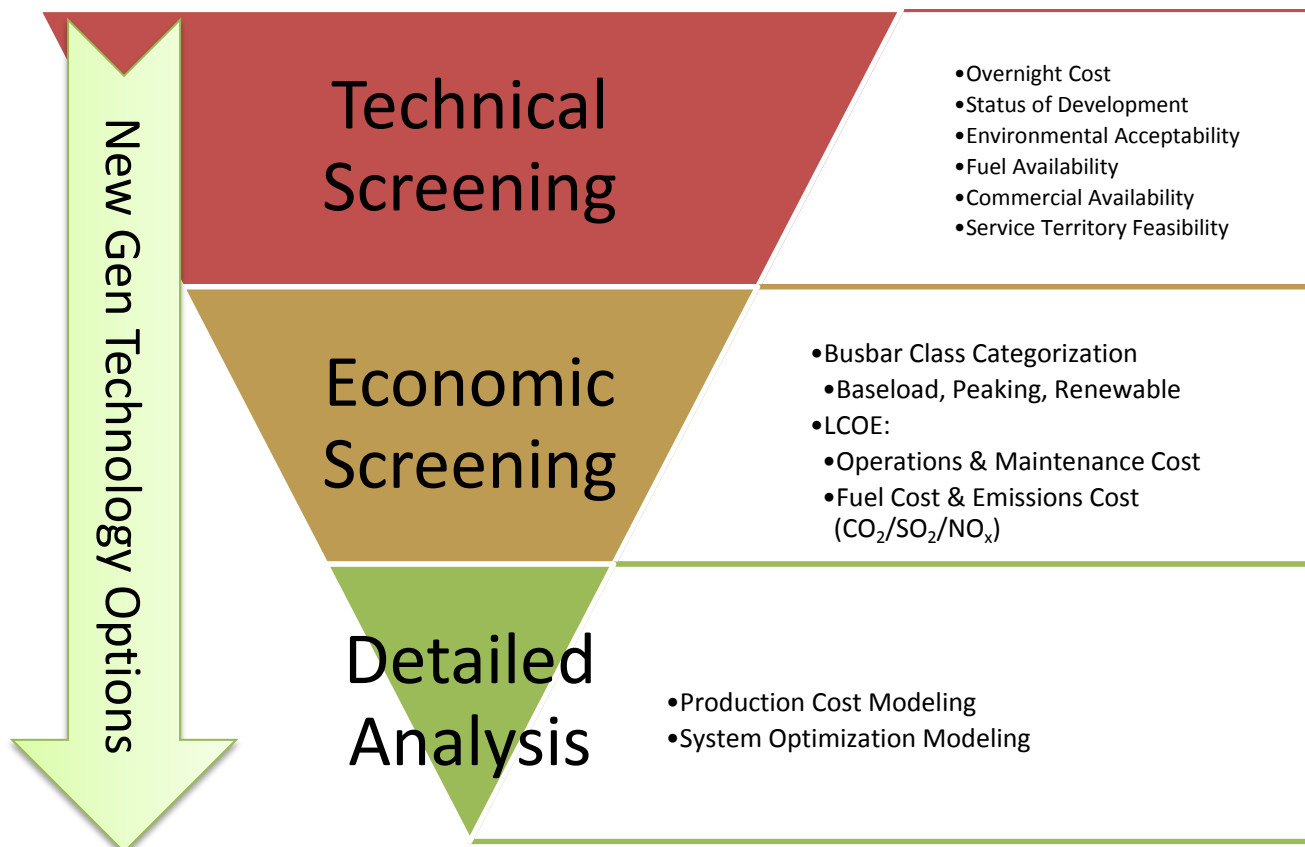 New Gen Technology Options
Technical
Screening
•Overnight Cost
•Status of Development
•Environmental Acceptability
•Fuel Availability
•Commercial Availability
•Service Territory Feasibility
Economic
Screening
•Busbar Class Categorization
•Baseload, Peaking, Renewable
•LCOE:
•Operations & Maintenance Cost
•Fuel Cost & Emissions Cost
(CO₂/SO₂/NOₓ)
Detailed
Analysis
•Production Cost Modeling
•System Optimization Modeling